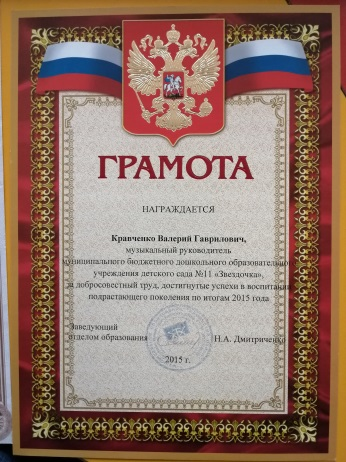 ГРАМОТА
НАГРАЖДАЕТСЯ
Кравченко Валерий Гаврилович,
музыкальный руководитель
муниципального бюджетного дошкольного образовательного
учреждения детского сада №11 «Звездочка»,
за добросовестный труд, достигнутые успехи в воспитании
подрастающего поколения по итогам 2015 года
Заведующий
отделом образования Н.А. Дмитриченко
2015 г.